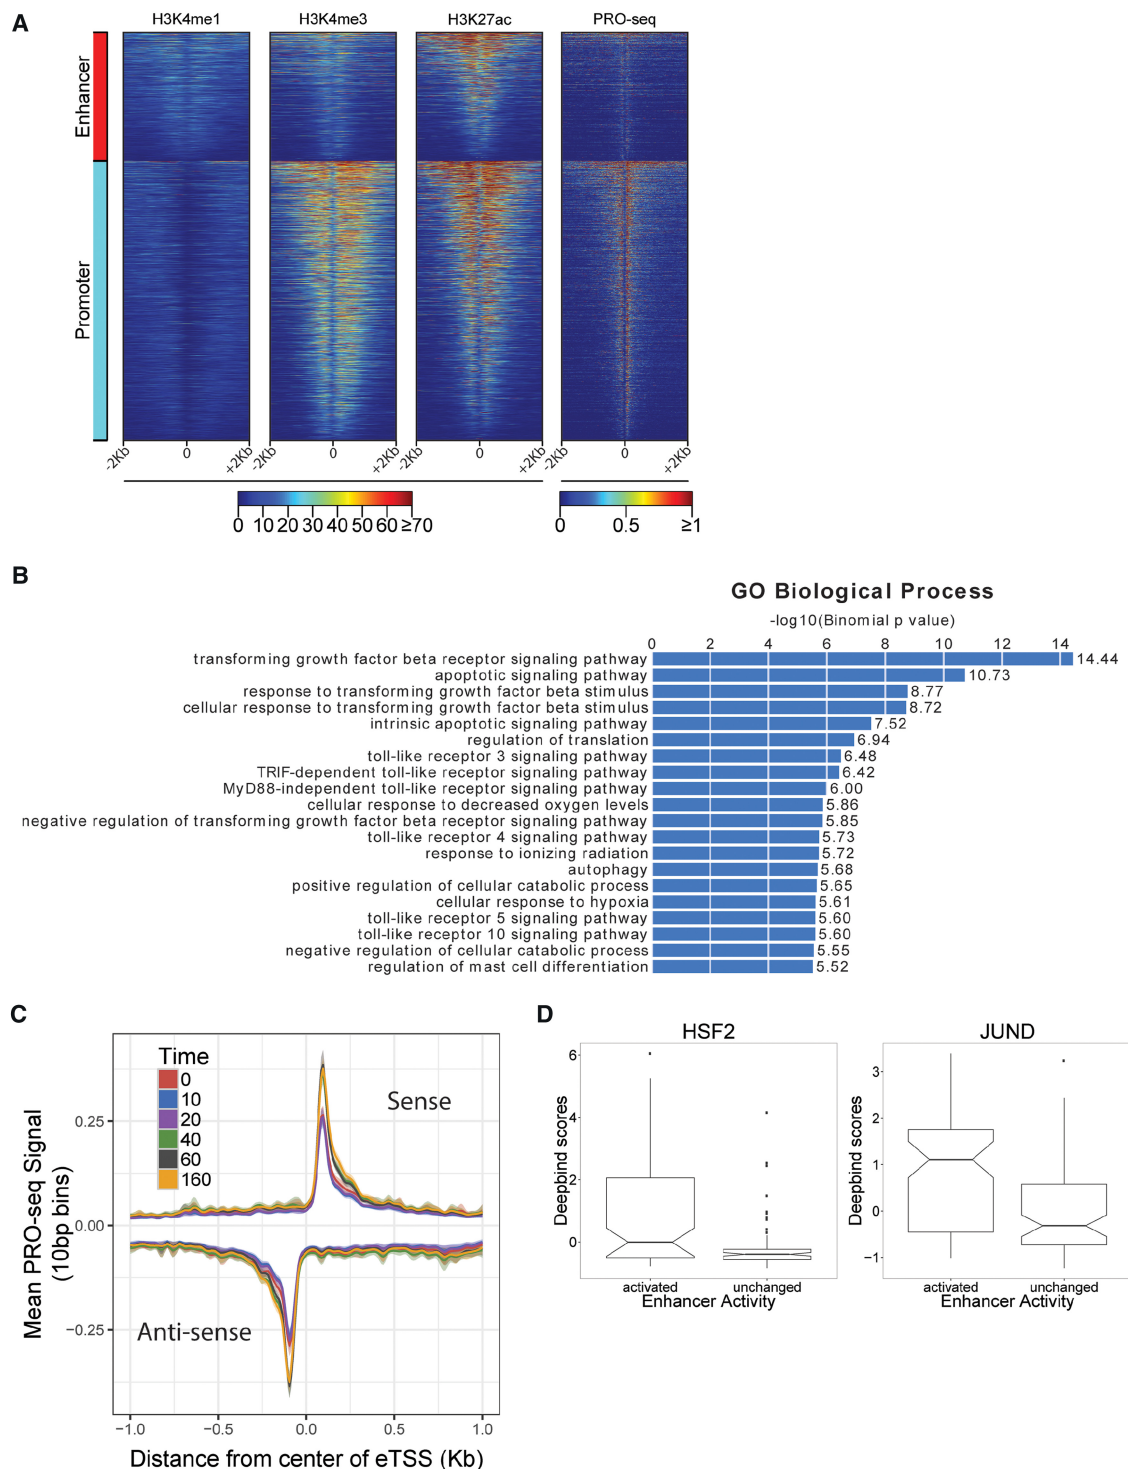 A
H3K4me1 H3K4me3 H3K27ac PRO-seq
Enhancer
Promoter
-2Kb 0 +2Kb -2Kb 0 +2Kb -2Kb 0 +2Kb -2Kb 0 +2Kb
0 10 20 30 40 50 60 ≥70
0 0.5 ≥1
B
GO Biological Process
-log10(Binomial p value)
0 2 4 6 8 10 12 14
transforming growth factor beta receptor signaling pathway 14.44
apoptotic signaling pathway 10.73
response to transforming growth factor beta stimulus 8.77
cellular response to transforming growth factor beta stimulus 8.72
intrinsic apoptotic signaling pathway 7.52
regulation of translation 6.94
toll-like receptor 3 signaling pathway 6.48
TRIF-dependent toll-like receptor signaling pathway 6.42
MyD88-independent toll-like receptor signaling pathway 6.00
cellular response to decreased oxygen levels 5.86
negative regulation of transforming growth factor beta receptor signaling pathway 5.85
toll-like receptor 4 signaling pathway 5.73
response to ionizing radiation 5.72
autophagy 5.68
positive regulation of cellular catabolic process 5.65
cellular response to hypoxia 5.61
toll-like receptor 5 signaling pathway 5.60
toll-like receptor 10 signaling pathway 5.60
negative regulation of cellular catabolic process 5.55
regulation of mast cell differentiation 5.52
C
Mean PRO-seq Signal
(10bp bins)
0.25
0.00
−0.25
Time
0
10
20
40
60
160
Sense
Anti-sense
−1.0 −0.5 0.0 0.5 1.0
Distance from center of eTSS (Kb)
D
HSF2
Deepbind scores
6
4
2
0
activated unchanged
Enhancer Activity
JUND
Deepbind scores
3
2
1
0
−1
activated unchanged
Enhancer Activity